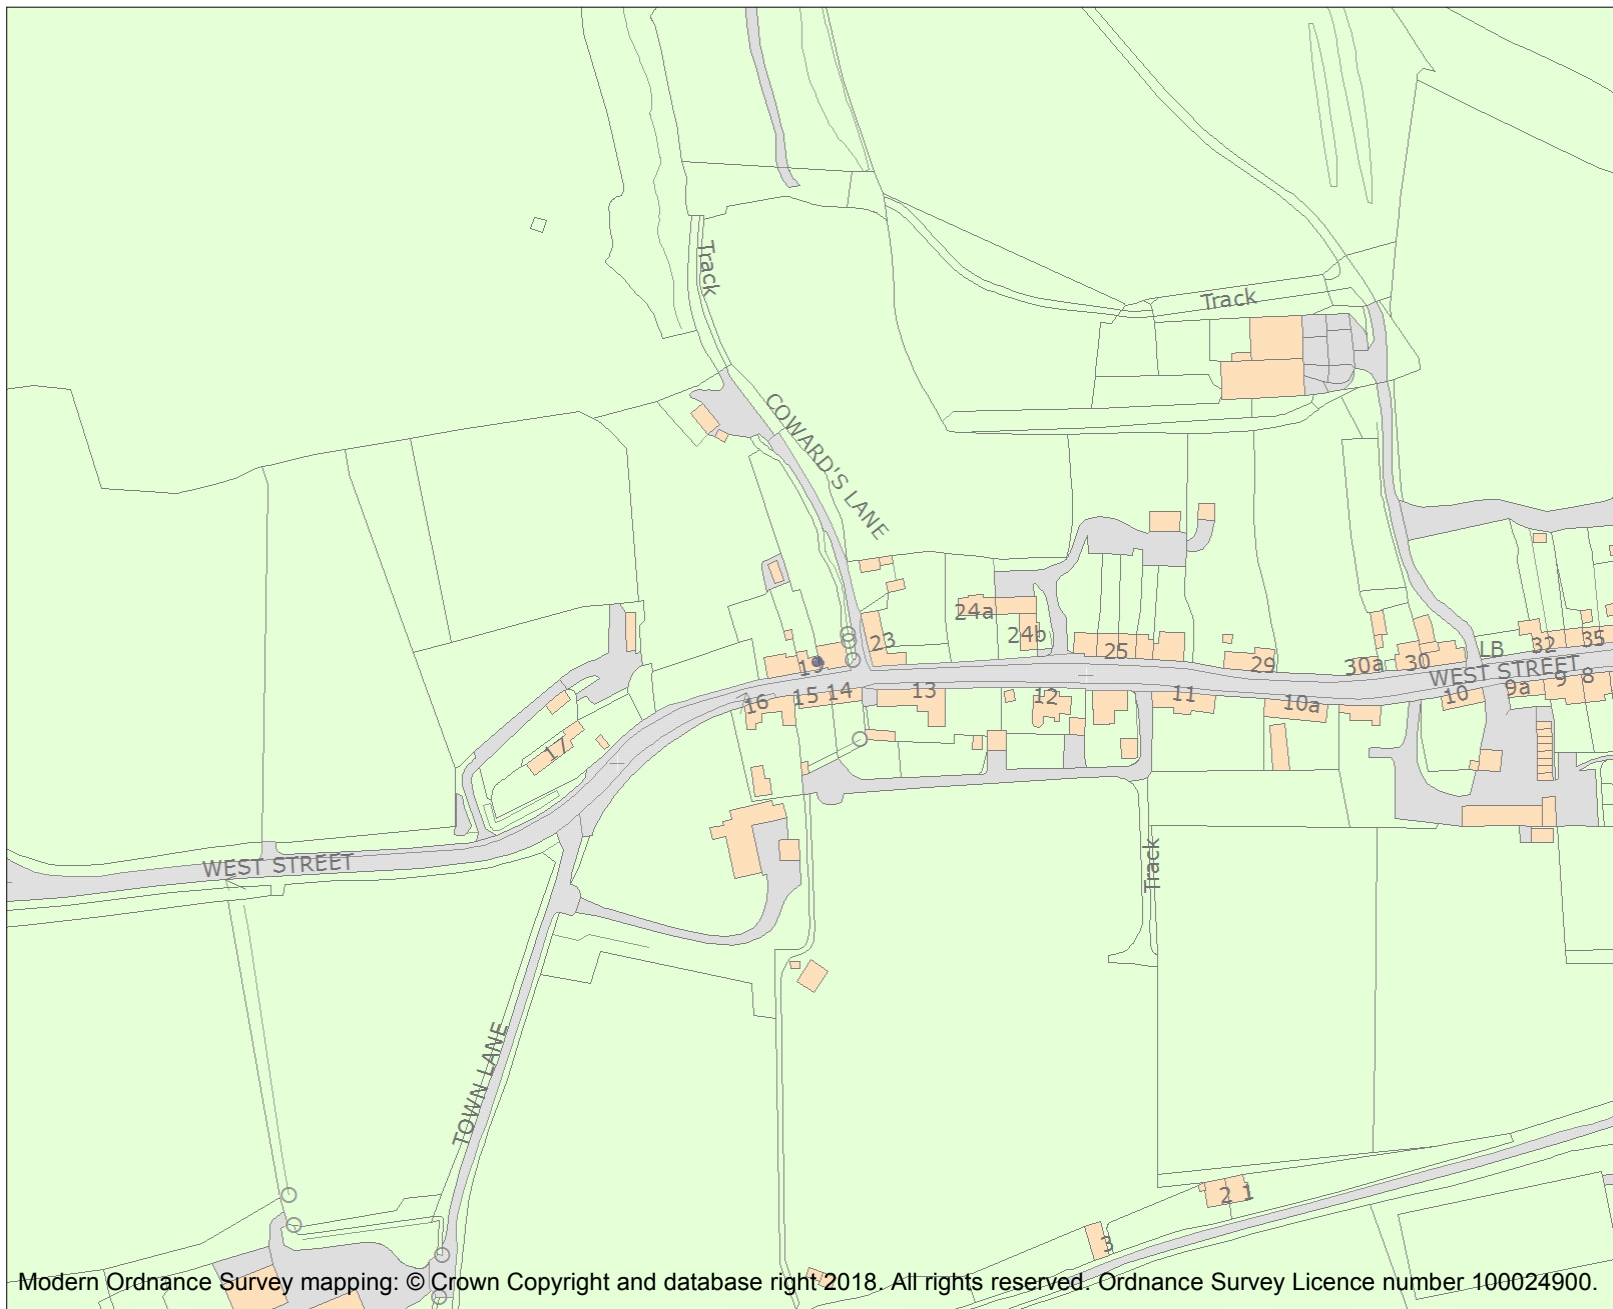 Track
Track
COWARD'S LANE
24a
24b
23
25
19
29
30a
30
LB
32
35
WEST STREET
16
15
14
13
12
11
10a
10
9a
9
8
17
WEST STREET
Track
TOWN LANE
2
1
3
Modern Ordnance Survey mapping: © Crown Copyright and database right 2018. All rights reserved. Ordnance Survey Licence number 100024900.